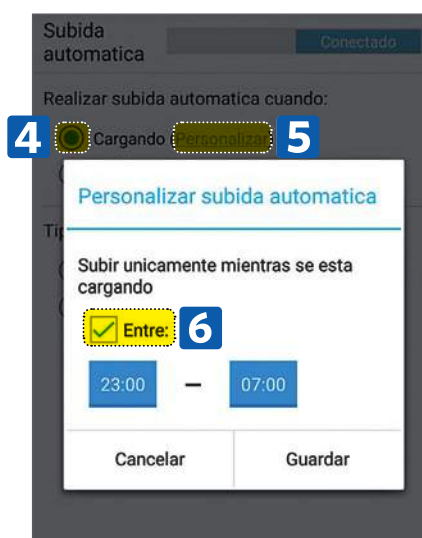 Subida
automatica
Conectado
Realizar subida automatica cuando:
4 Cargando (Personalizar) 5
Personalizar subida automatica
Subir unicamente mientras se esta
cargando
Entre: 6
23:00 — 07:00
Cancelar Guardar